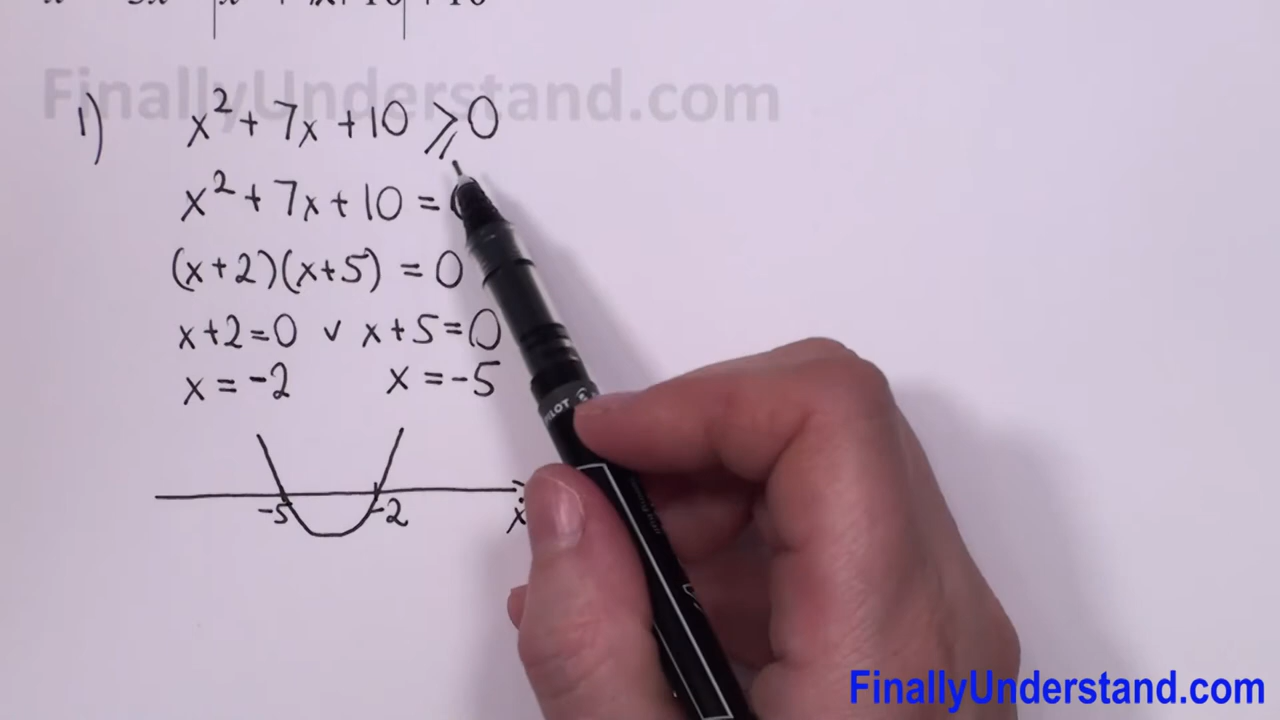 FinallyUnderstand.com
1) x² + 7x + 10 ⩾ 0
x² + 7x + 10 =
(x+2)(x+5) = 0
x+2=0 ∨ x+5=0
x = -2 x = -5
-5 -2 x
PILOT
FinallyUnderstand.com